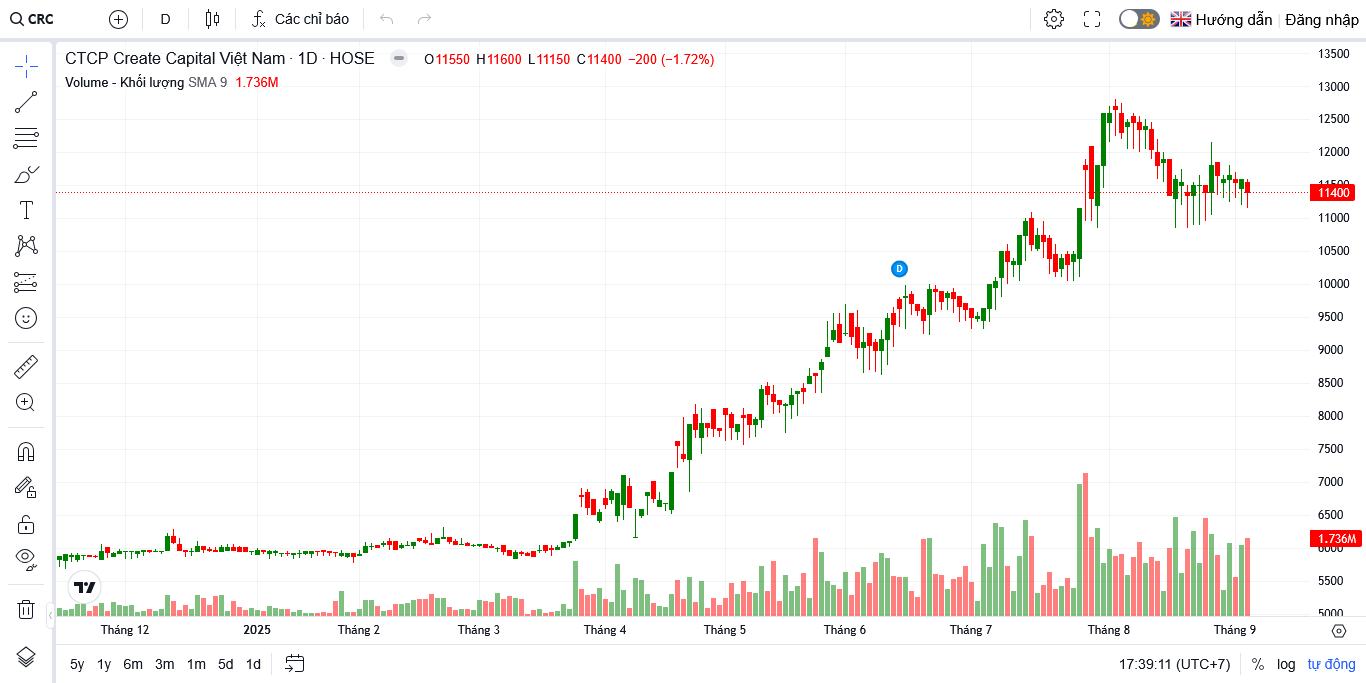 CRC D Các chỉ báo Hướng dẫn Đăng nhập
CTCP Create Capital Việt Nam · 1D · HOSE O11550 H11600 L11150 C11400 −200 (−1.72%)
Volume - Khối lượng SMA 9 1.736M
13500
13000
12500
12000
11500
11400
11000
10500
D
10000
9500
9000
8500
8000
7500
7000
6500
1.736M
6000
5500
5000
Tháng 12 2025 Tháng 2 Tháng 3 Tháng 4 Tháng 5 Tháng 6 Tháng 7 Tháng 8 Tháng 9
5y 1y 6m 3m 1m 5d 1d 17:39:11 (UTC+7) % log tự động